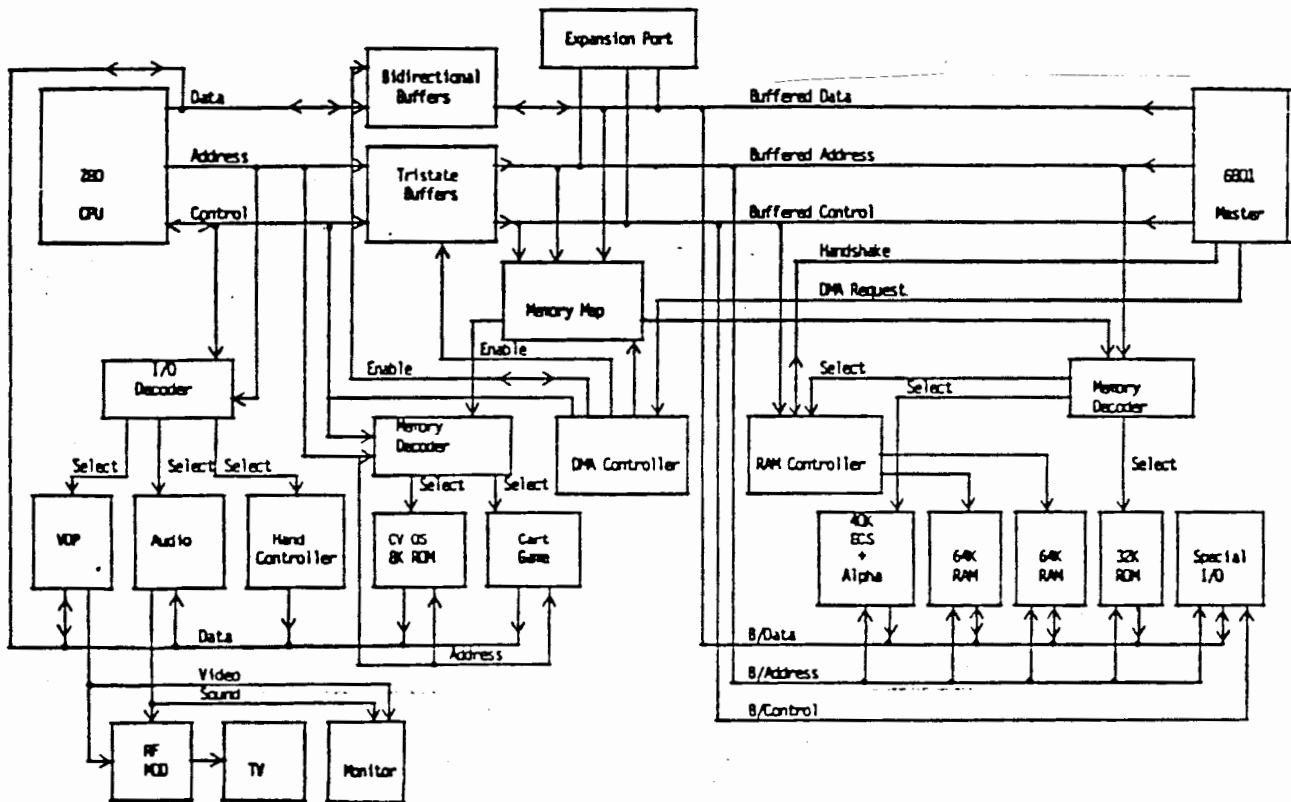 Expansion Port
Bidirectional
Buffers
Data
Buffered Data
Address
Buffered Address
Z80
CPU
Tristate
Buffers
6801
Master
Control
Buffered Control
Handshake
DMA Request
Memory Map
Enable
I/O
Decoder
Enable
Select
Select
Memory
Decoder
Memory
Decoder
DMA Controller
RAM Controller
Select
Select
Select
Select
Select
Select
VDP
Audio
Hand
Controller
CV OS
8K ROM
Cart
Game
40K
ECS
+
Alpha
64K
RAM
64K
RAM
32K
ROM
Special
I/O
Data
B/Data
Address
Video
B/Address
Sound
B/Control
RF
MOD
TV
Monitor